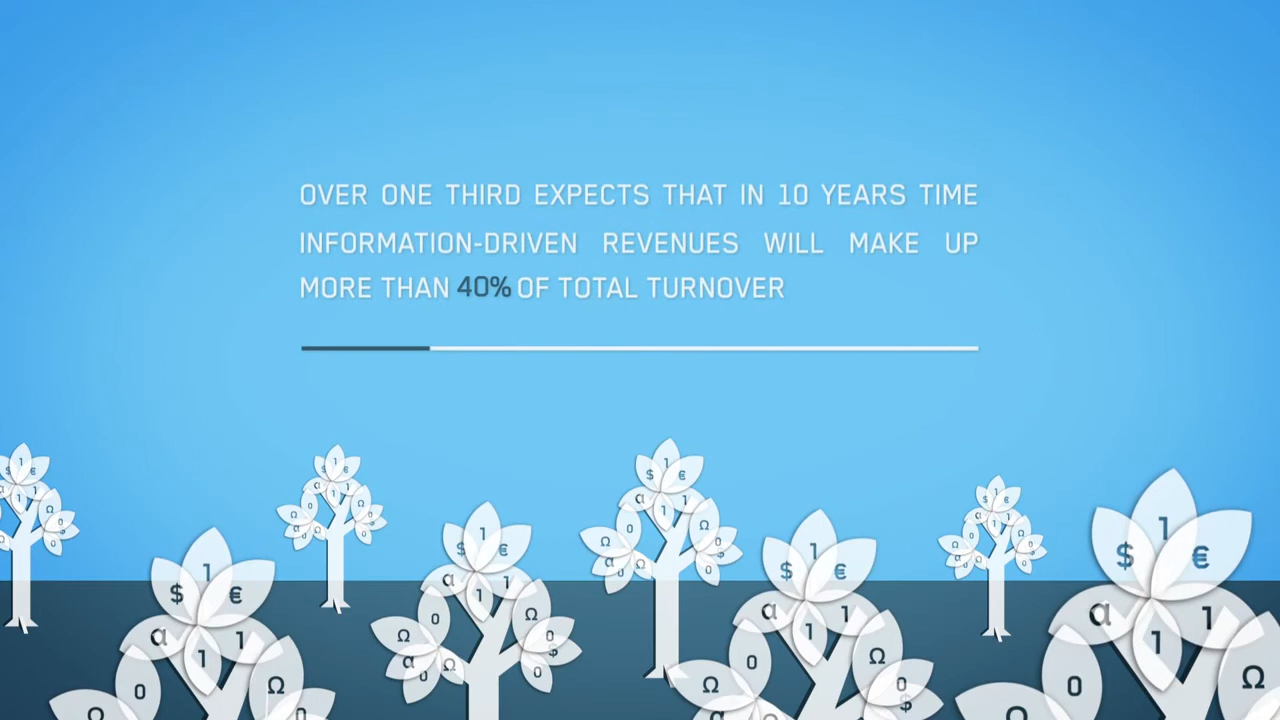 OVER ONE THIRD EXPECTS THAT IN 10 YEARS TIME
INFORMATION-DRIVEN REVENUES WILL MAKE UP
MORE THAN 40% OF TOTAL TURNOVER